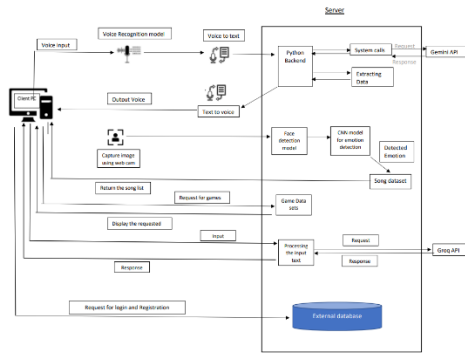 Server
Voice Recognition model
Voice to text
Voice Input
Python
Backend
System calls
Request
Response
Gemini API
Extracting
Data
Client PC
Output Voice
Text to voice
Capture Image
using web cam
Face
detection
model
CNN model
for emotion
detection
Detected
Emotion
Song dataset
Return the song list
Request for games
Game Data
sets
Display the requested
Input
Processing
the input
text
Request
Response
Groq API
Response
Request for login and Registration
External database